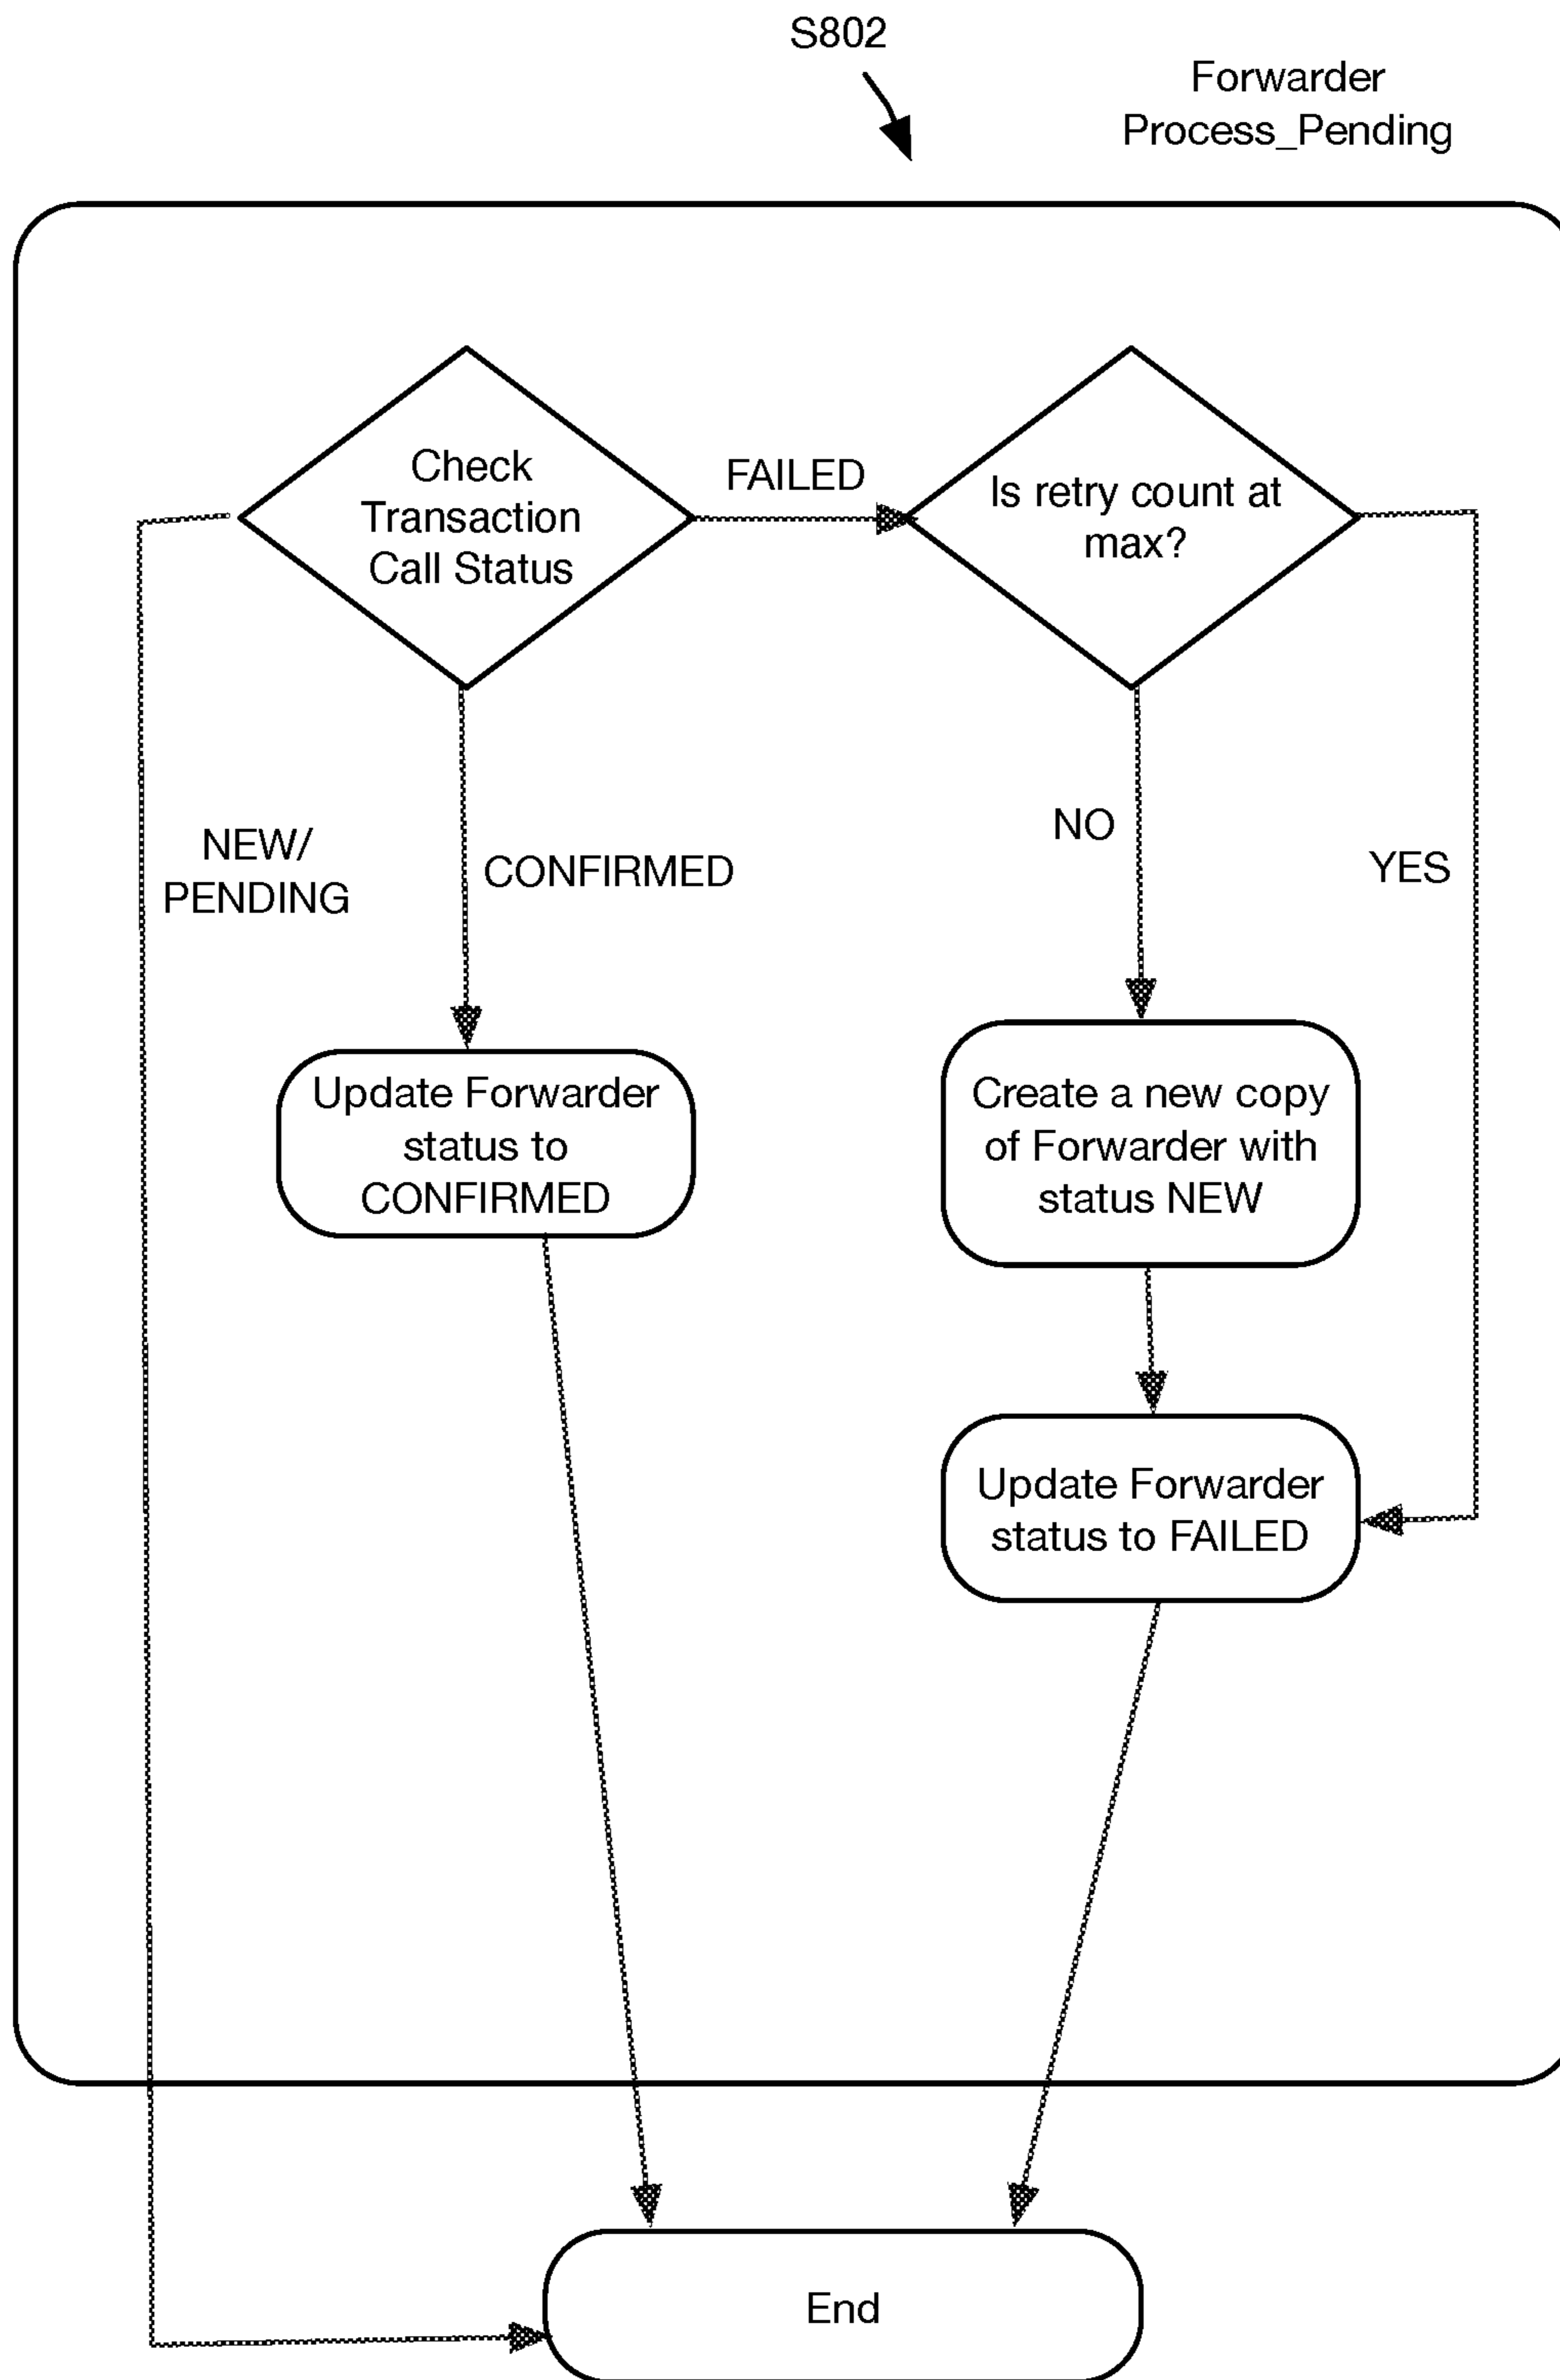 S802
Forwarder
Process_Pending
Check
Transaction
Call Status
FAILED
Is retry count at
max?
NEW/
PENDING
CONFIRMED
NO
YES
Update Forwarder
status to
CONFIRMED
Create a new copy
of Forwarder with
status NEW
Update Forwarder
status to FAILED
End